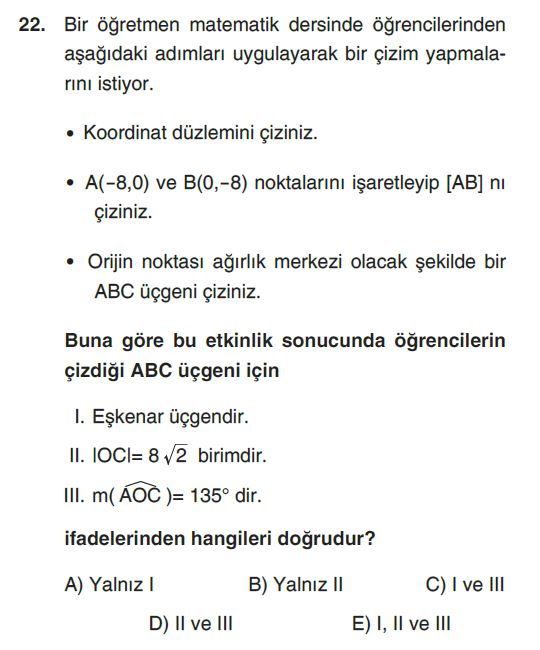 22. Bir öğretmen matematik dersinde öğrencilerinden
aşağıdaki adımları uygulayarak bir çizim yapmala-
rını istiyor.
• Koordinat düzlemini çiziniz.
• A(−8,0) ve B(0,−8) noktalarını işaretleyip [AB] nı
çiziniz.
• Orijin noktası ağırlık merkezi olacak şekilde bir
ABC üçgeni çiziniz.
Buna göre bu etkinlik sonucunda öğrencilerin
çizdiği ABC üçgeni için
I. Eşkenar üçgendir.
II. |OC|= 8√2 birimdir.
III. m(AOC)= 135° dir.
ifadelerinden hangileri doğrudur?
A) Yalnız I B) Yalnız II C) I ve III
D) II ve III E) I, II ve III